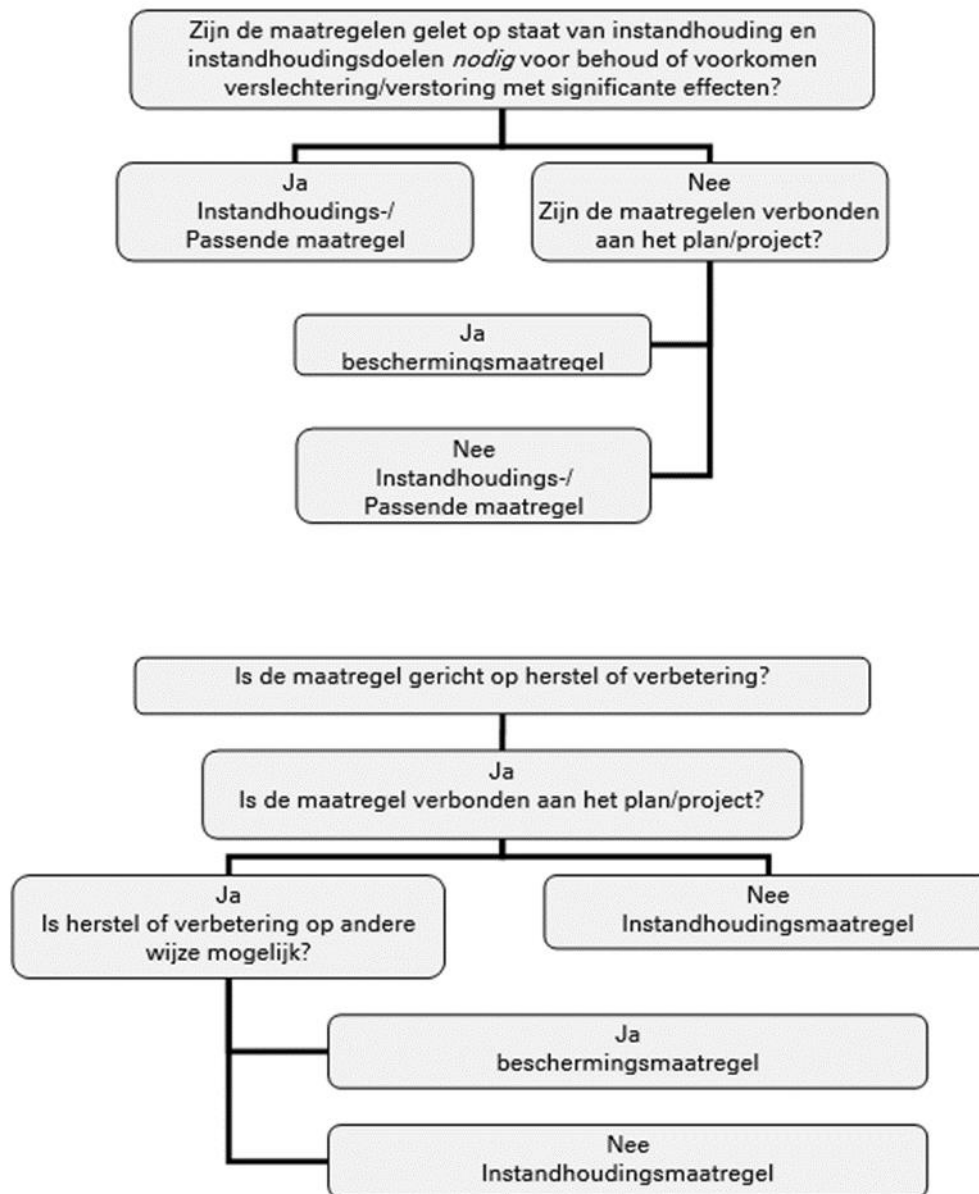 Zijn de maatregelen gelet op staat van instandhouding en
instandhoudingsdoelen nodig voor behoud of voorkomen
verslechtering/verstoring met significante effecten?
Ja
Instandhoudings-/
Passende maatregel
Nee
Zijn de maatregelen verbonden
aan het plan/project?
Ja
beschermingsmaatregel
Nee
Instandhoudings-/
Passende maatregel
Is de maatregel gericht op herstel of verbetering?
Ja
Is de maatregel verbonden aan het plan/project?
Ja
Is herstel of verbetering op andere
wijze mogelijk?
Nee
Instandhoudingsmaatregel
Ja
beschermingsmaatregel
Nee
Instandhoudingsmaatregel